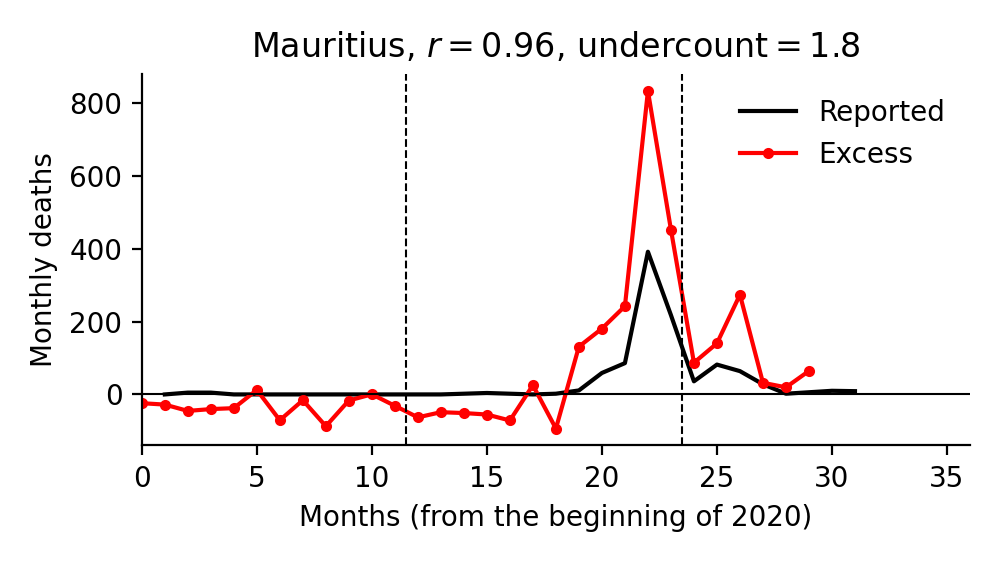 Mauritius, r = 0.96, undercount = 1.8
Monthly deaths
800
600
400
200
0
Reported
Excess
0 5 10 15 20 25 30 35
Months (from the beginning of 2020)